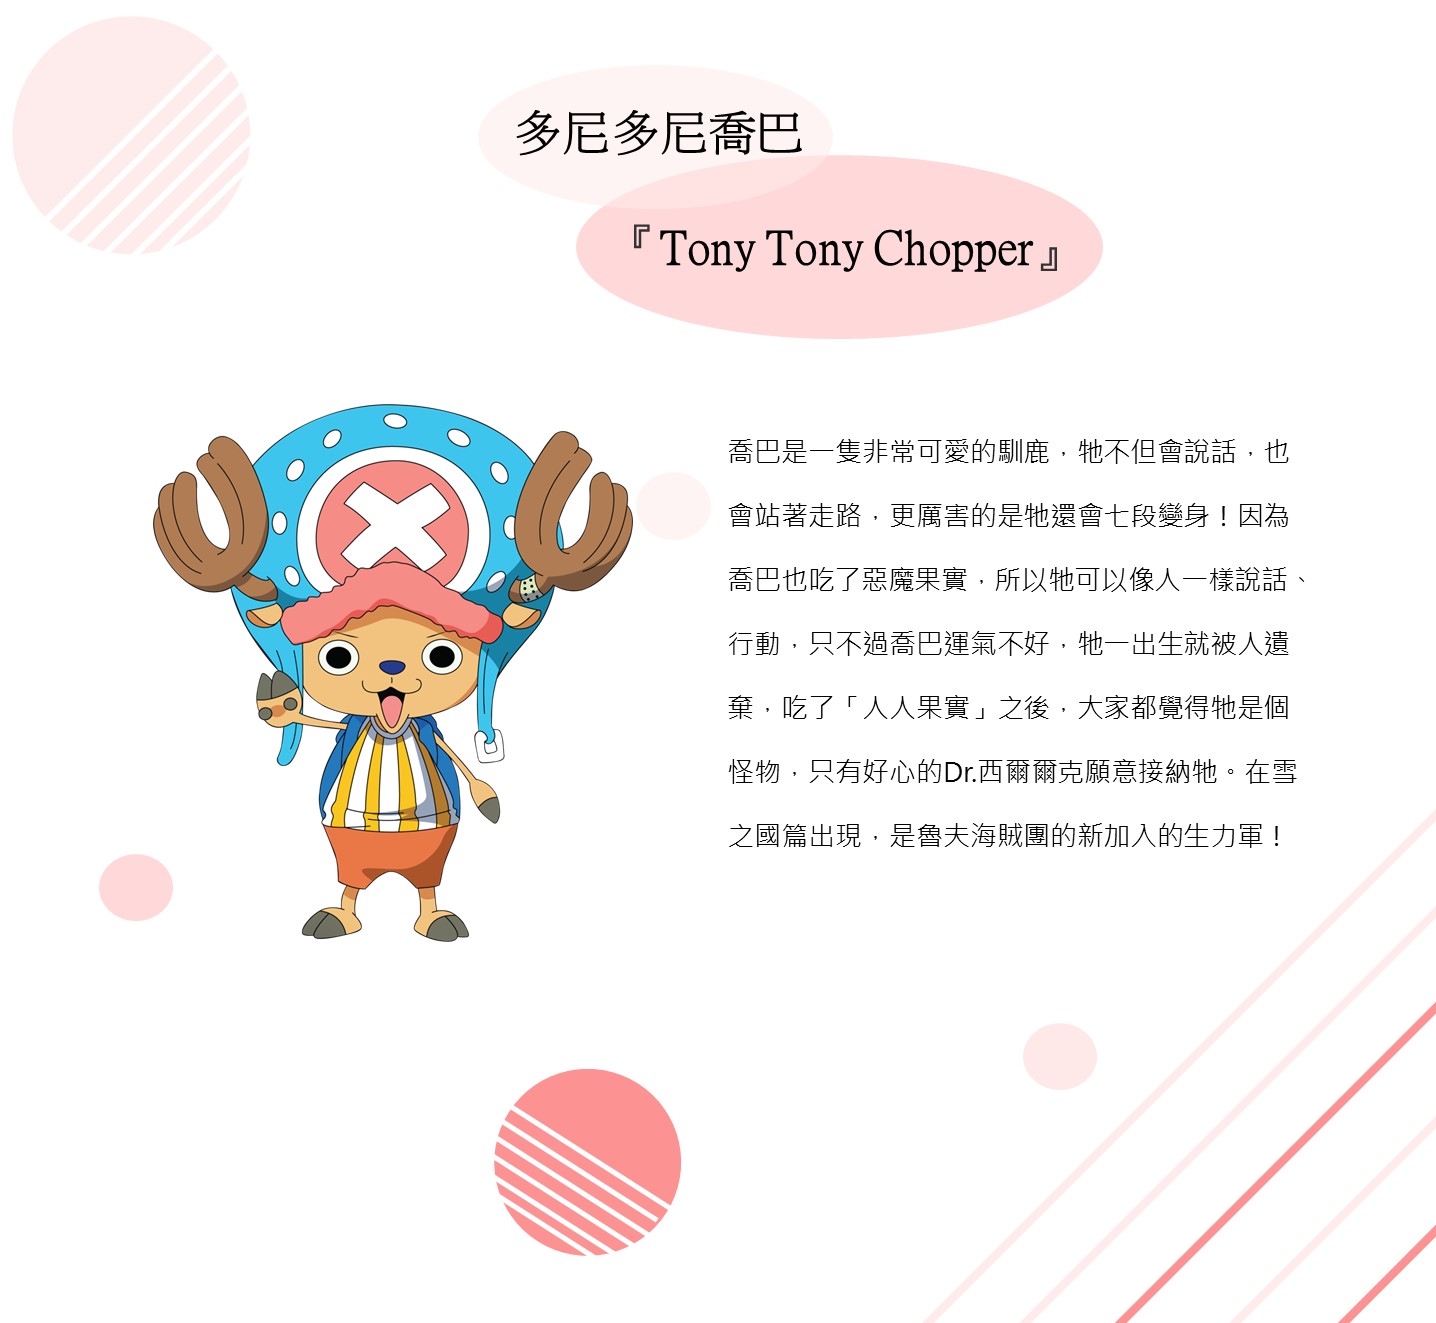 多尼多尼喬巴
『Tony Tony Chopper』
喬巴是一隻非常可愛的馴鹿，牠不但會說話，也
會站著走路，更厲害的是牠還會七段變身！因為
喬巴也吃了惡魔果實，所以牠可以像人一樣說話、
行動，只不過喬巴運氣不好，牠一出生就被人遺
棄，吃了「人人果實」之後，大家都覺得牠是個
怪物，只有好心的Dr.西爾爾克願意接納牠。在雪
之國篇出現，是魯夫海賊團的新加入的生力軍！